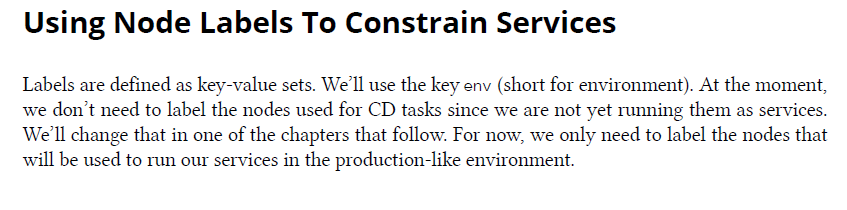 Using Node Labels To Constrain Services
Labels are defined as key-value sets. We’ll use the key env (short for environment). At the moment,
we don’t need to label the nodes used for CD tasks since we are not yet running them as services.
We’ll change that in one of the chapters that follow. For now, we only need to label the nodes that
will be used to run our services in the production-like environment.